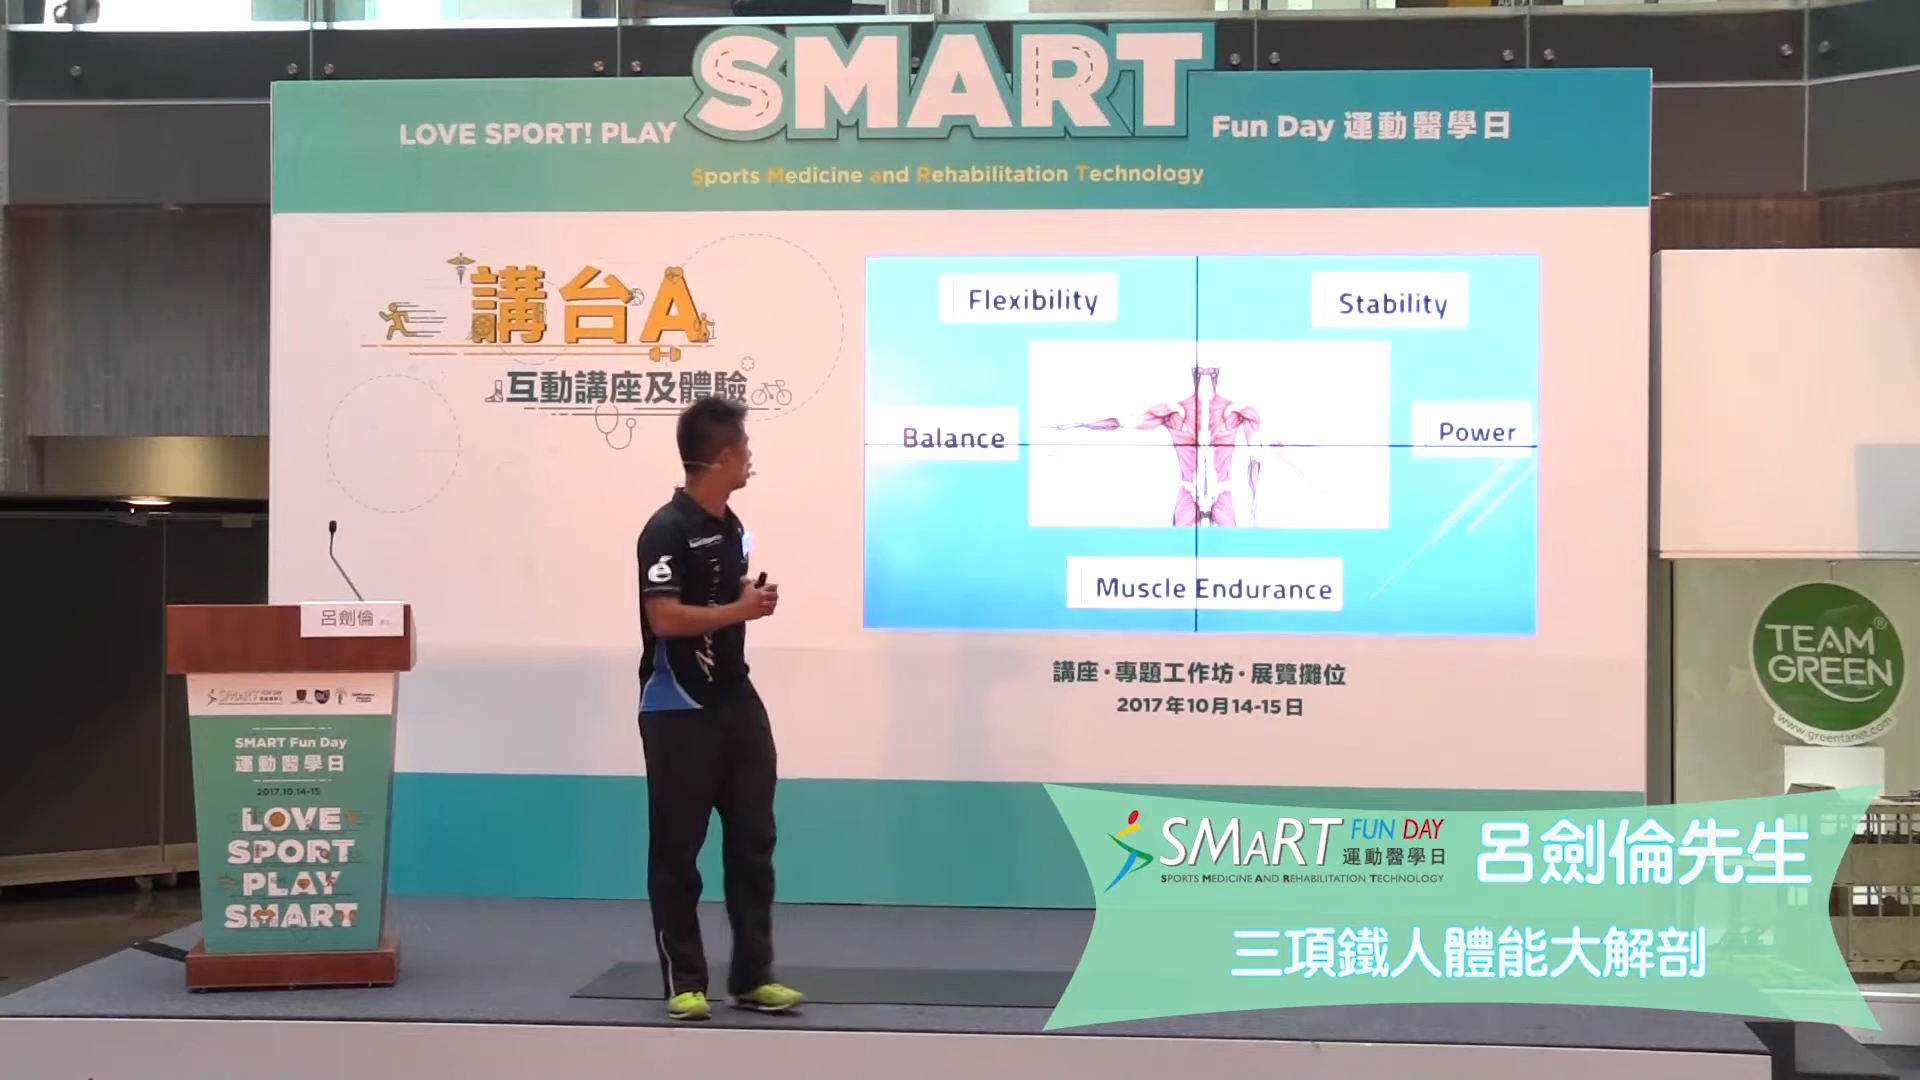 SMART
LOVE SPORT! PLAY
Fun Day 運動醫學日
Sports Medicine and Rehabilitation Technology
講台A
互動講座及體驗
Flexibility
Stability
Balance
Power
Muscle Endurance
講座·專題工作坊·展覽攤位
2017年10月14-15日
呂劍倫
SMART FUN DAY
SMART Fun Day
運動醫學日
2017.10.14-15
LOVE
SPORT
PLAY
SMART
TEAM
GREEN®
www.greentanet.com
SMART FUN DAY
運動醫學日
SPORTS MEDICINE AND REHABILITATION TECHNOLOGY
呂劍倫先生
三項鐵人體能大解剖